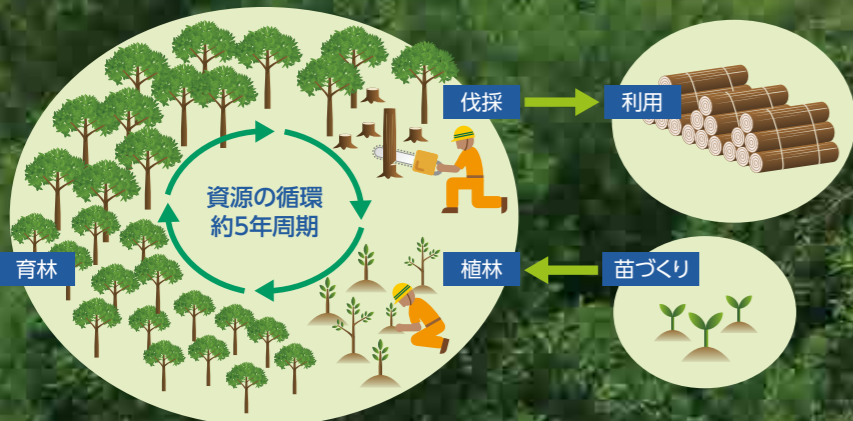 伐採
利用
資源の循環
約5年周期
育林
植林
苗づくり